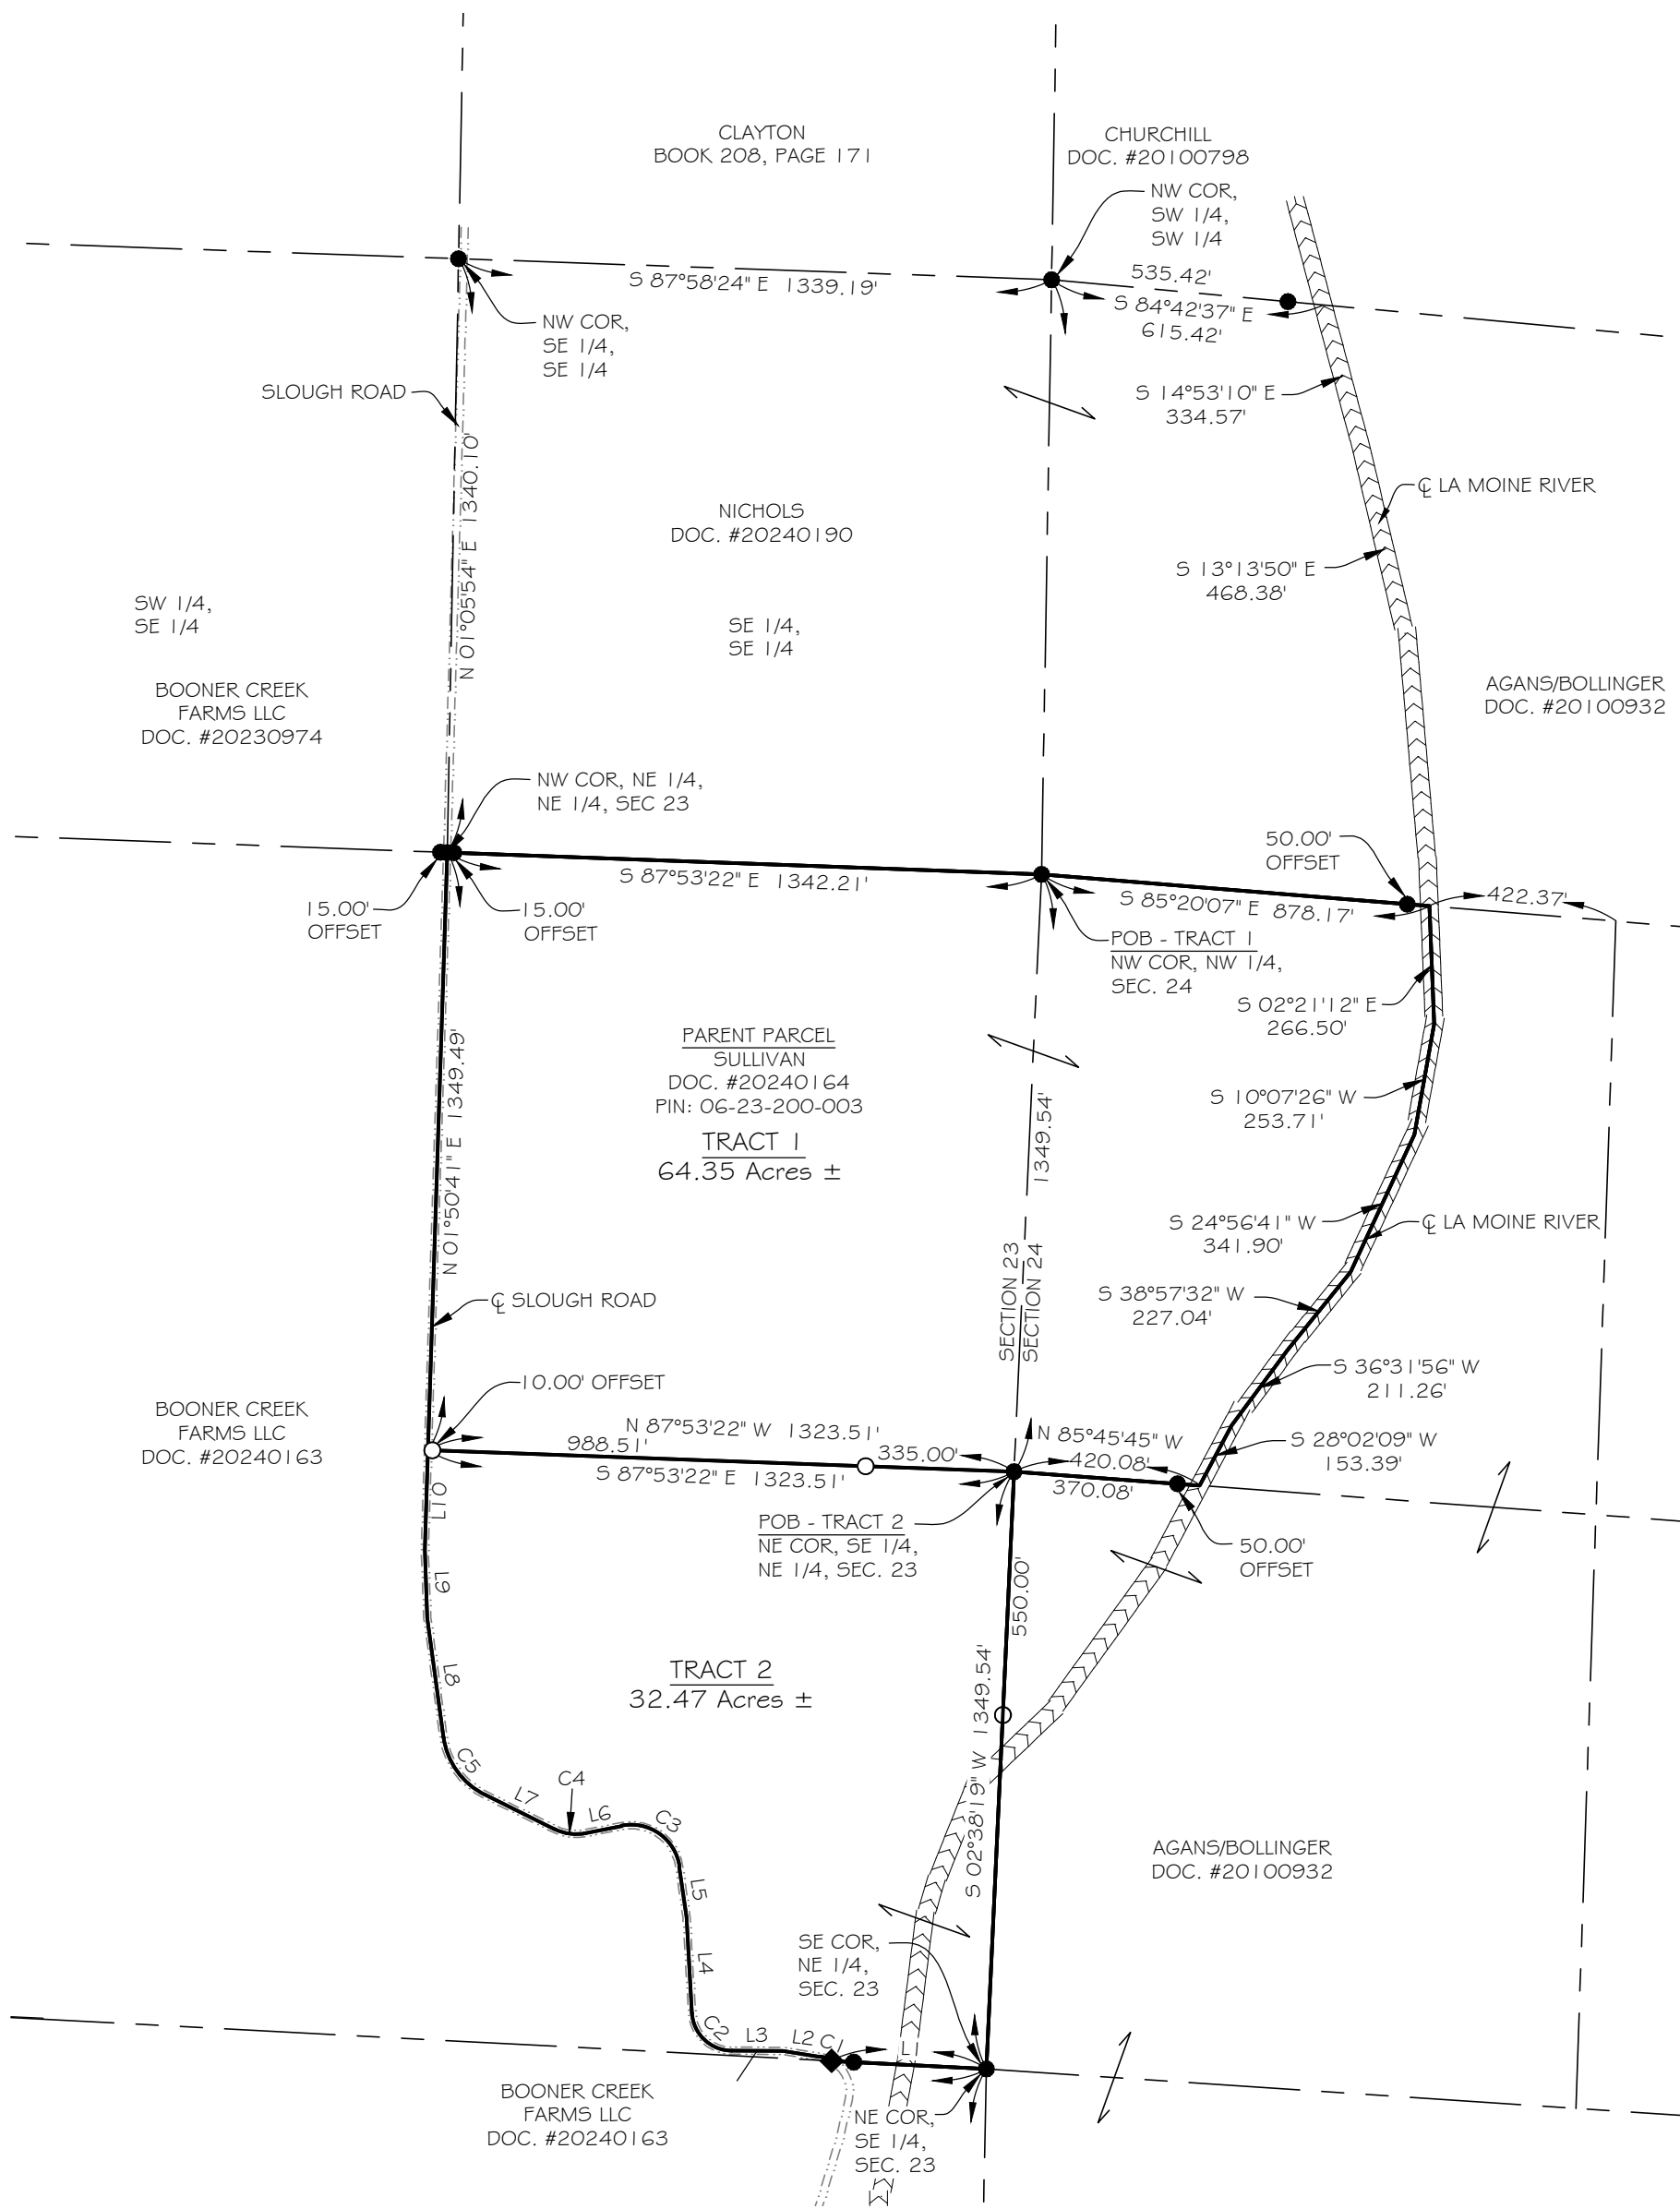 CLAYTON
BOOK 208, PAGE 171
CHURCHILL
DOC. #20100798
NW COR,
SW 1/4,
SW 1/4
S 87°58'24" E 1339.19'
535.42'
S 84°42'37" E
615.42'
NW COR,
SE 1/4,
SE 1/4
SLOUGH ROAD
S 14°53'10" E
334.57'
N 01°05'54" E 1340.10'
℄ LA MOINE RIVER
NICHOLS
DOC. #20240190
S 13°13'50" E
468.38'
SW 1/4,
SE 1/4
SE 1/4,
SE 1/4
BOONER CREEK
FARMS LLC
DOC. #20230974
AGANS/BOLLINGER
DOC. #20100932
NW COR, NE 1/4,
NE 1/4, SEC 23
50.00'
OFFSET
S 87°53'22" E 1342.21'
S 85°20'07" E 878.17'
422.37'
15.00'
OFFSET
15.00'
OFFSET
POB - TRACT 1
NW COR, NW 1/4,
SEC. 24
S 02°21'12" E
266.50'
PARENT PARCEL
SULLIVAN
DOC. #20240164
PIN: 06-23-200-003
TRACT 1
64.35 Acres ±
N 01°50'41" E 1349.49'
1349.54'
S 10°07'26" W
253.71'
S 24°56'41" W
341.90'
℄ LA MOINE RIVER
SECTION 23
SECTION 24
℄ SLOUGH ROAD
S 38°57'32" W
227.04'
S 36°31'56" W
211.26'
10.00' OFFSET
BOONER CREEK
FARMS LLC
DOC. #20240163
N 87°53'22" W 1323.51'
988.51'
335.00'
S 87°53'22" E 1323.51'
N 85°45'45" W
420.08'
370.08'
S 28°02'09" W
153.39'
L10
POB - TRACT 2
NE COR, SE 1/4,
NE 1/4, SEC. 23
50.00'
OFFSET
550.00'
L9
L8
TRACT 2
32.47 Acres ±
S 02°38'19" W 1349.54'
C5
L7
C4
L6
C3
L5
AGANS/BOLLINGER
DOC. #20100932
SE COR,
NE 1/4,
SEC. 23
L4
C2
L3
L2
BOONER CREEK
FARMS LLC
DOC. #20240163
NE COR,
SE 1/4,
SEC. 23